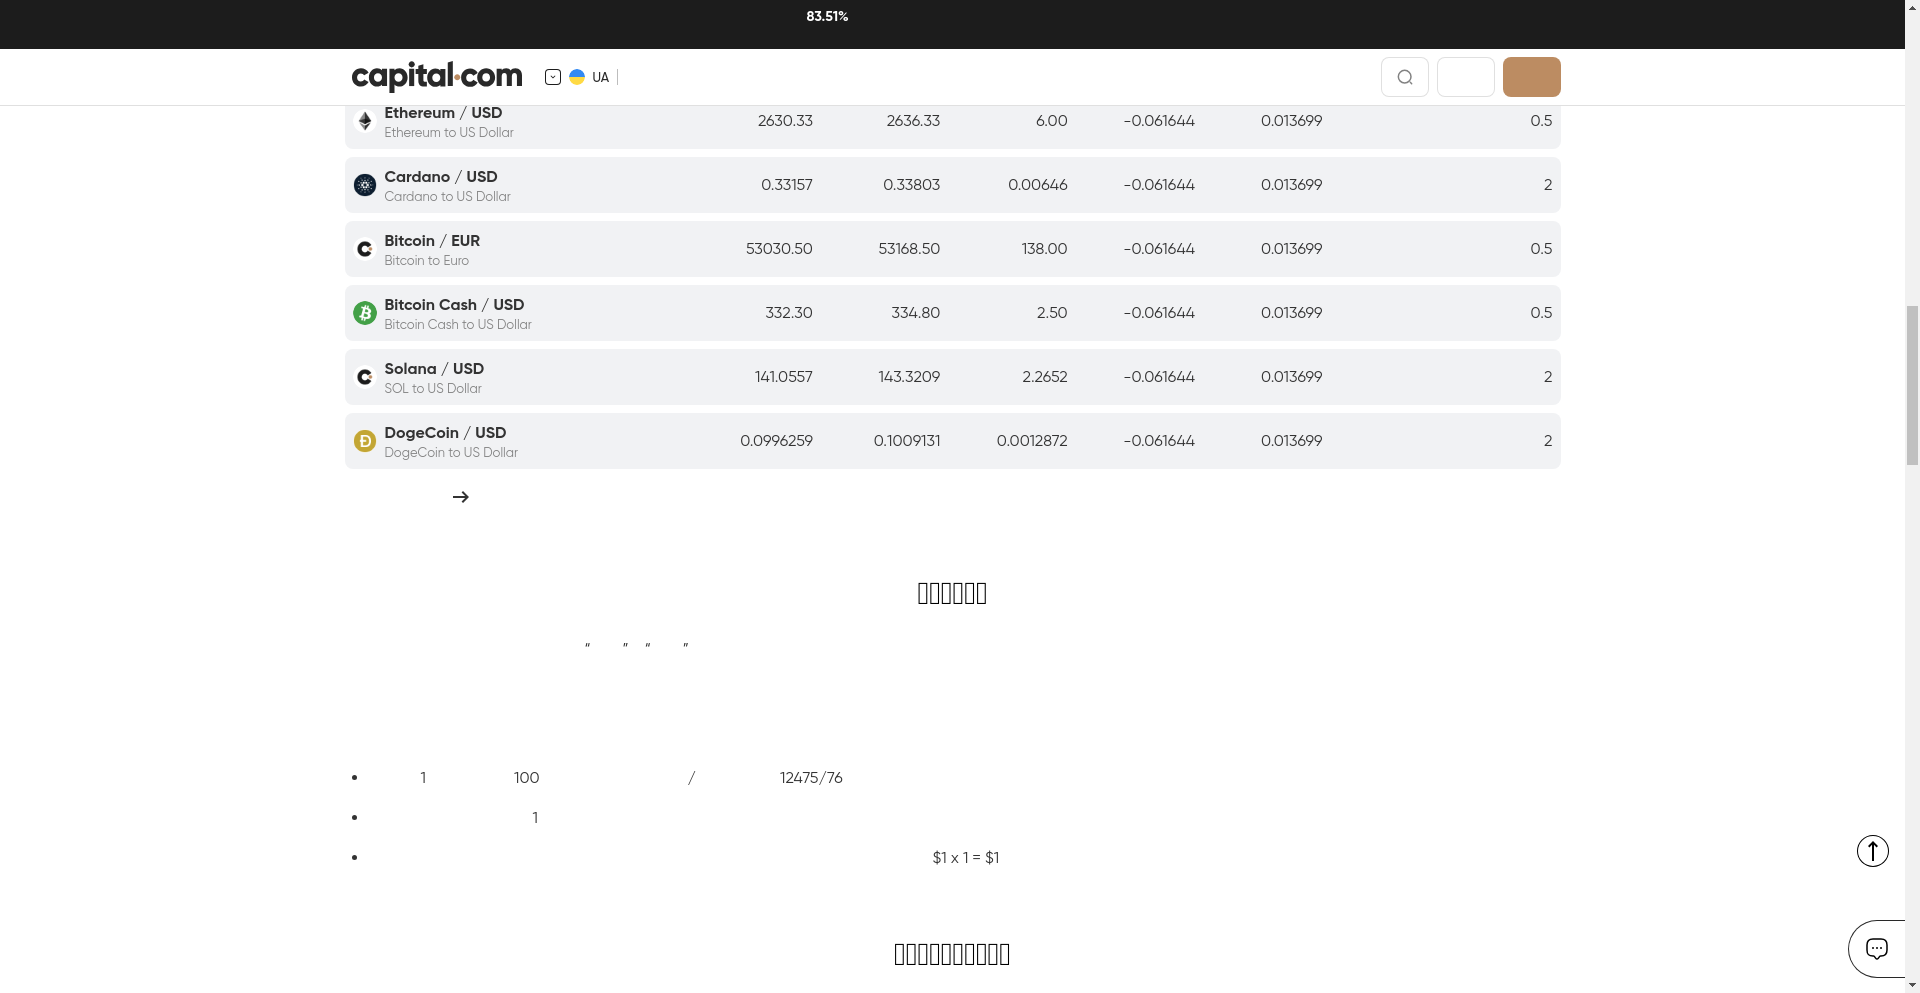 83.51%
capital.com
UA
Ethereum / USD 2630.33 2636.33 6.00 -0.061644 0.013699 0.5
Ethereum to US Dollar
Cardano / USD 0.33157 0.33803 0.00646 -0.061644 0.013699 2
Cardano to US Dollar
Bitcoin / EUR 53030.50 53168.50 138.00 -0.061644 0.013699 0.5
Bitcoin to Euro
Bitcoin Cash / USD 332.30 334.80 2.50 -0.061644 0.013699 0.5
Bitcoin Cash to US Dollar
Solana / USD 141.0557 143.3209 2.2652 -0.061644 0.013699 2
SOL to US Dollar
DogeCoin / USD 0.0996259 0.1009131 0.0012872 -0.061644 0.013699 2
DogeCoin to US Dollar
“ ” “ ”
• 1 100 / 12475/76
• 1
• $1 x 1 = $1